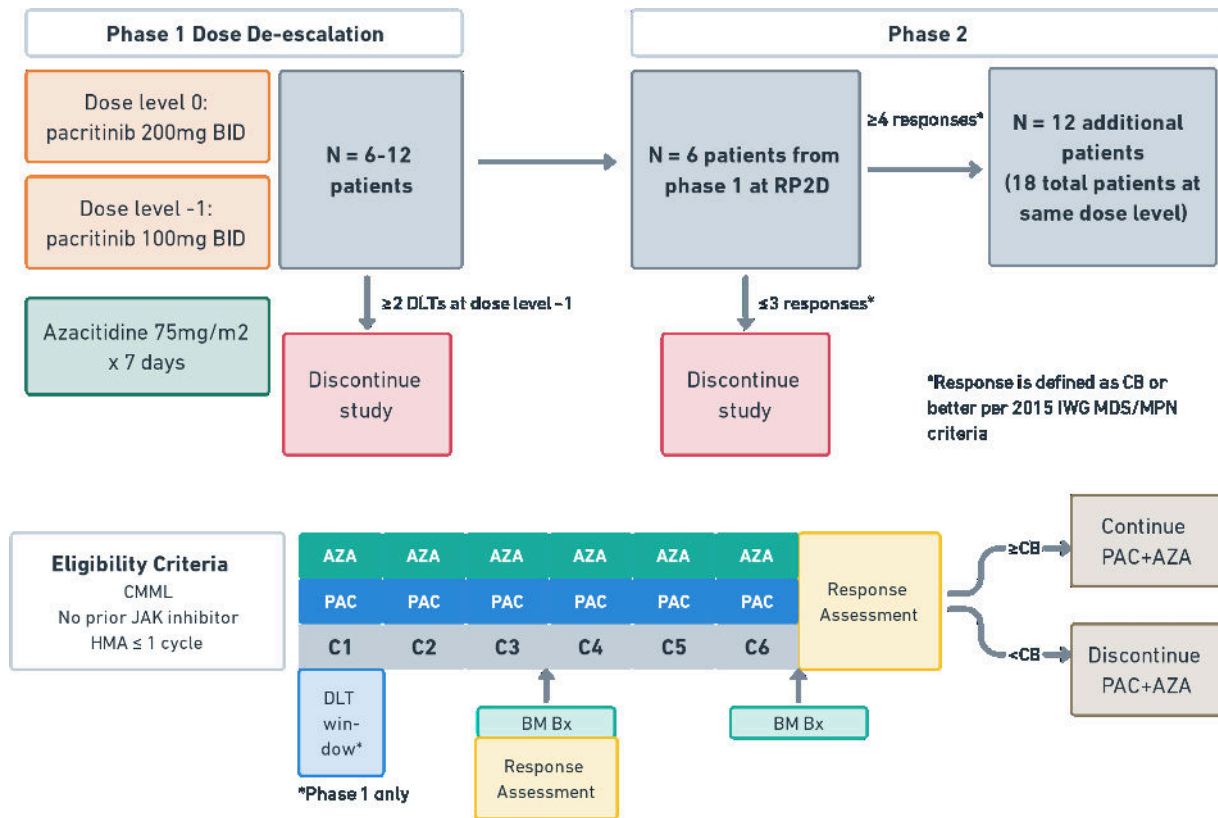 Phase 1 Dose De-escalation
Phase 2
Dose level 0:
pacritinib 200mg BID
Dose level -1:
pacritinib 100mg BID
Azacitidine 75mg/m2
x 7 days
N = 6-12
patients
≥2 DLTs at dose level -1
Discontinue
study
N = 6 patients from
phase 1 at RP2D
≥4 responses*
≤3 responses*
Discontinue
study
N = 12 additional
patients
(18 total patients at
same dose level)
*Response is defined as CB or
better per 2015 IWG MDS/MPN
criteria
Eligibility Criteria
CMML
No prior JAK inhibitor
HMA ≤ 1 cycle
AZA AZA AZA AZA AZA AZA
PAC PAC PAC PAC PAC PAC
C1 C2 C3 C4 C5 C6
Response
Assessment
≥CB
Continue
PAC+AZA
<CB
Discontinue
PAC+AZA
DLT
win-
dow*
*Phase 1 only
BM Bx
Response
Assessment
BM Bx